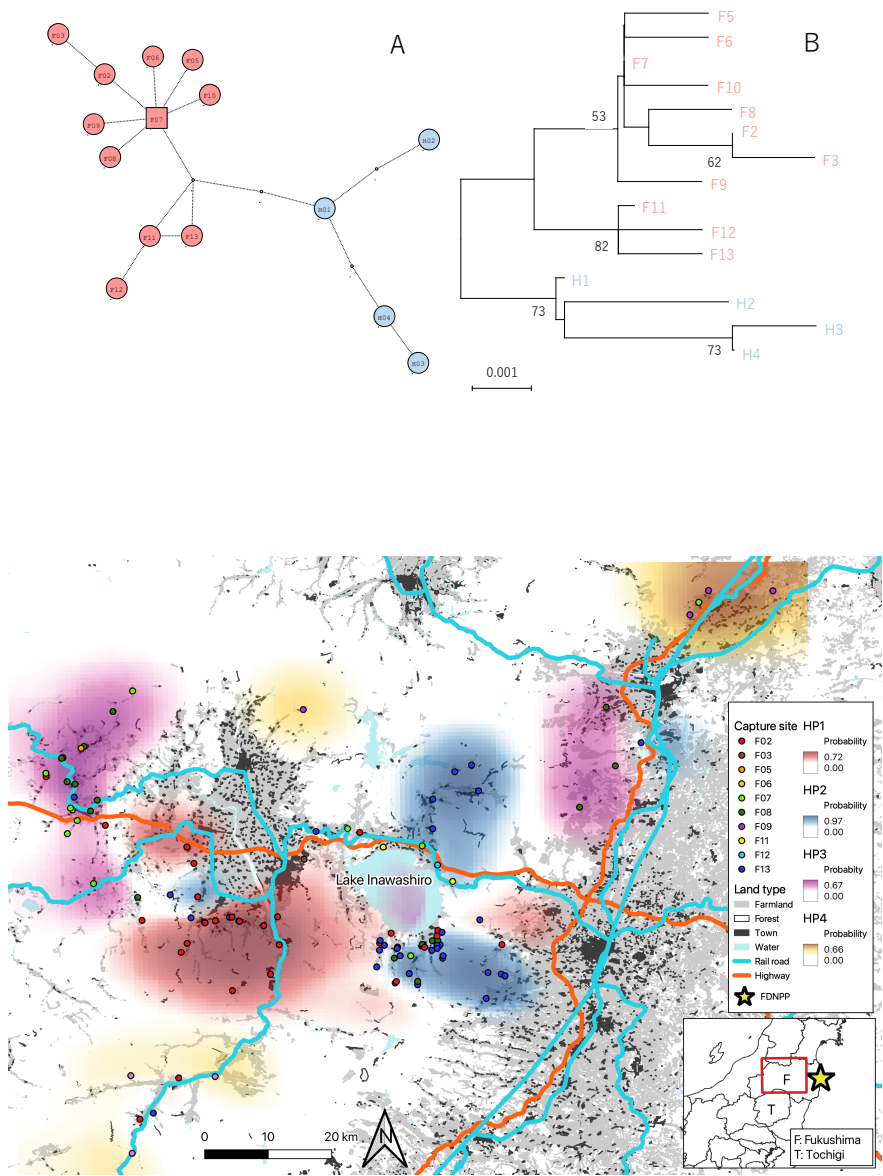 A
F03
F02
F06
F05
F10
F07
F09
F08
F11
F13
F12
H02
H01
H04
H03
B
F5
F6
F7
F10
53
F8
F2
62
F3
F9
F11
F12
82
F13
H1
H2
73
H3
73
H4
0.001
Lake Inawashiro
Capture site
F02
F03
F05
F06
F07
F08
F09
F11
F12
F13
Land type
Farmland
Forest
Town
Water
Rail road
Highway
FDNPP
HP1
Probability
0.72
0.00
HP2
Probability
0.97
0.00
HP3
Probabity
0.67
0.00
HP4
Probability
0.66
0.00
N
0 10 20 km
F
T
F: Fukushima
T: Tochigi